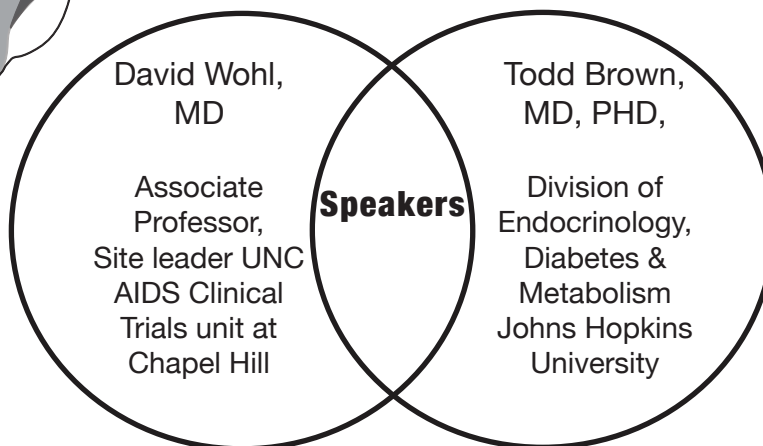 David Wohl,
MD
Associate
Professor,
Site leader UNC
AIDS Clinical
Trials unit at
Chapel Hill
Speakers
Todd Brown,
MD, PHD,
Division of
Endocrinology,
Diabetes &
Metabolism
Johns Hopkins
University